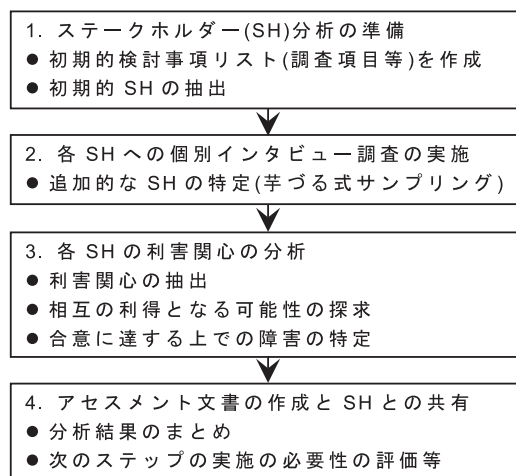 1. ステークホルダー(SH)分析の準備
● 初期的検討事項リスト(調査項目等)を作成
● 初期的 SH の抽出
2. 各 SH への個別インタビュー調査の実施
● 追加的な SH の特定(芋づる式サンプリング)
3. 各 SH の利害関心の分析
● 利害関心の抽出
● 相互の利得となる可能性の探求
● 合意に達する上での障害の特定
4. アセスメント文書の作成と SH との共有
● 分析結果のまとめ
● 次のステップの実施の必要性の評価等